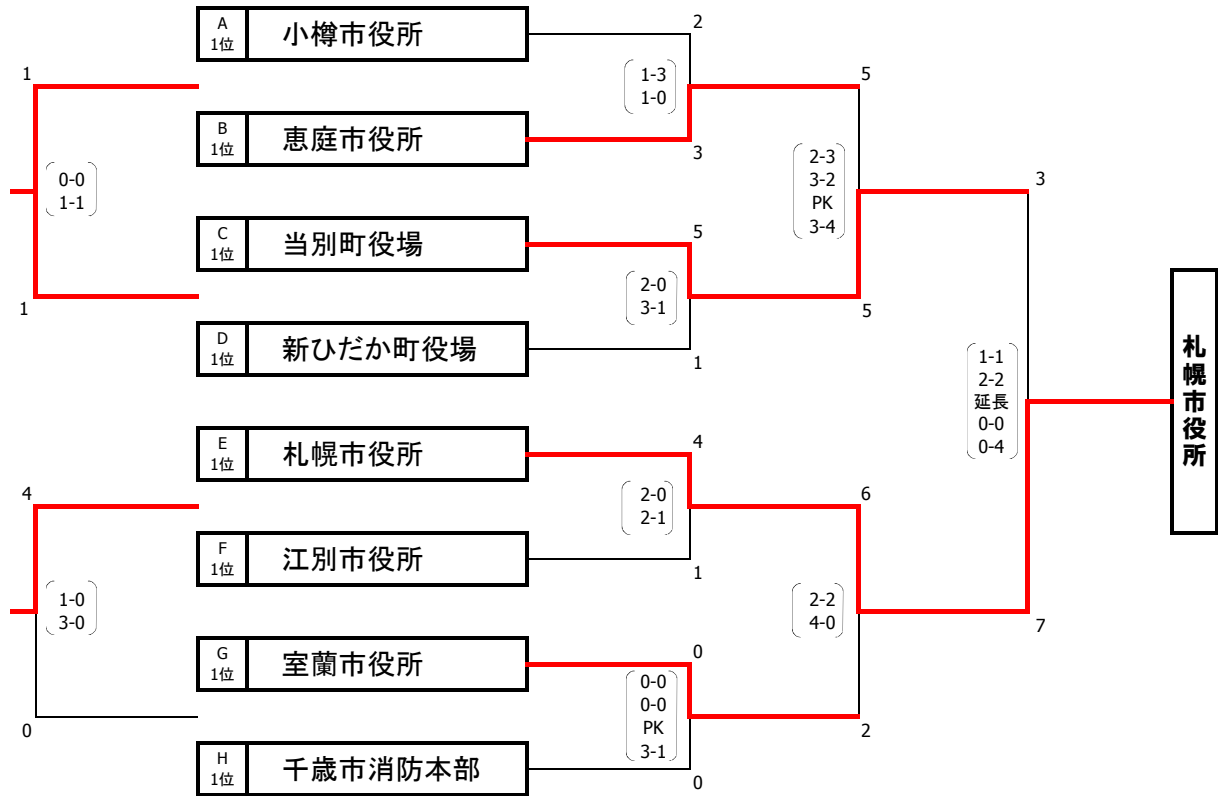 A
1位
小樽市役所
2
1-3
1-0
1
5
B
1位
恵庭市役所
3
0-0
1-1
2-3
3-2
PK
3-4
3
C
1位
当別町役場
5
2-0
3-1
1
5
D
1位
新ひだか町役場
1
1-1
2-2
延長
0-0
0-4
札幌市役所
E
1位
札幌市役所
4
2-0
2-1
4
6
F
1位
江別市役所
1
1-0
3-0
2-2
4-0
7
G
1位
室蘭市役所
0
0-0
0-0
PK
3-1
0
2
H
1位
千歳市消防本部
0